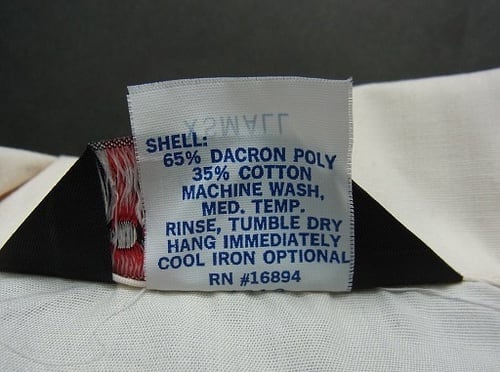 XSMALL
SHELL:
65% DACRON POLY
35% COTTON
MACHINE WASH,
MED. TEMP.
RINSE, TUMBLE DRY
HANG IMMEDIATELY
COOL IRON OPTIONAL
RN #16894